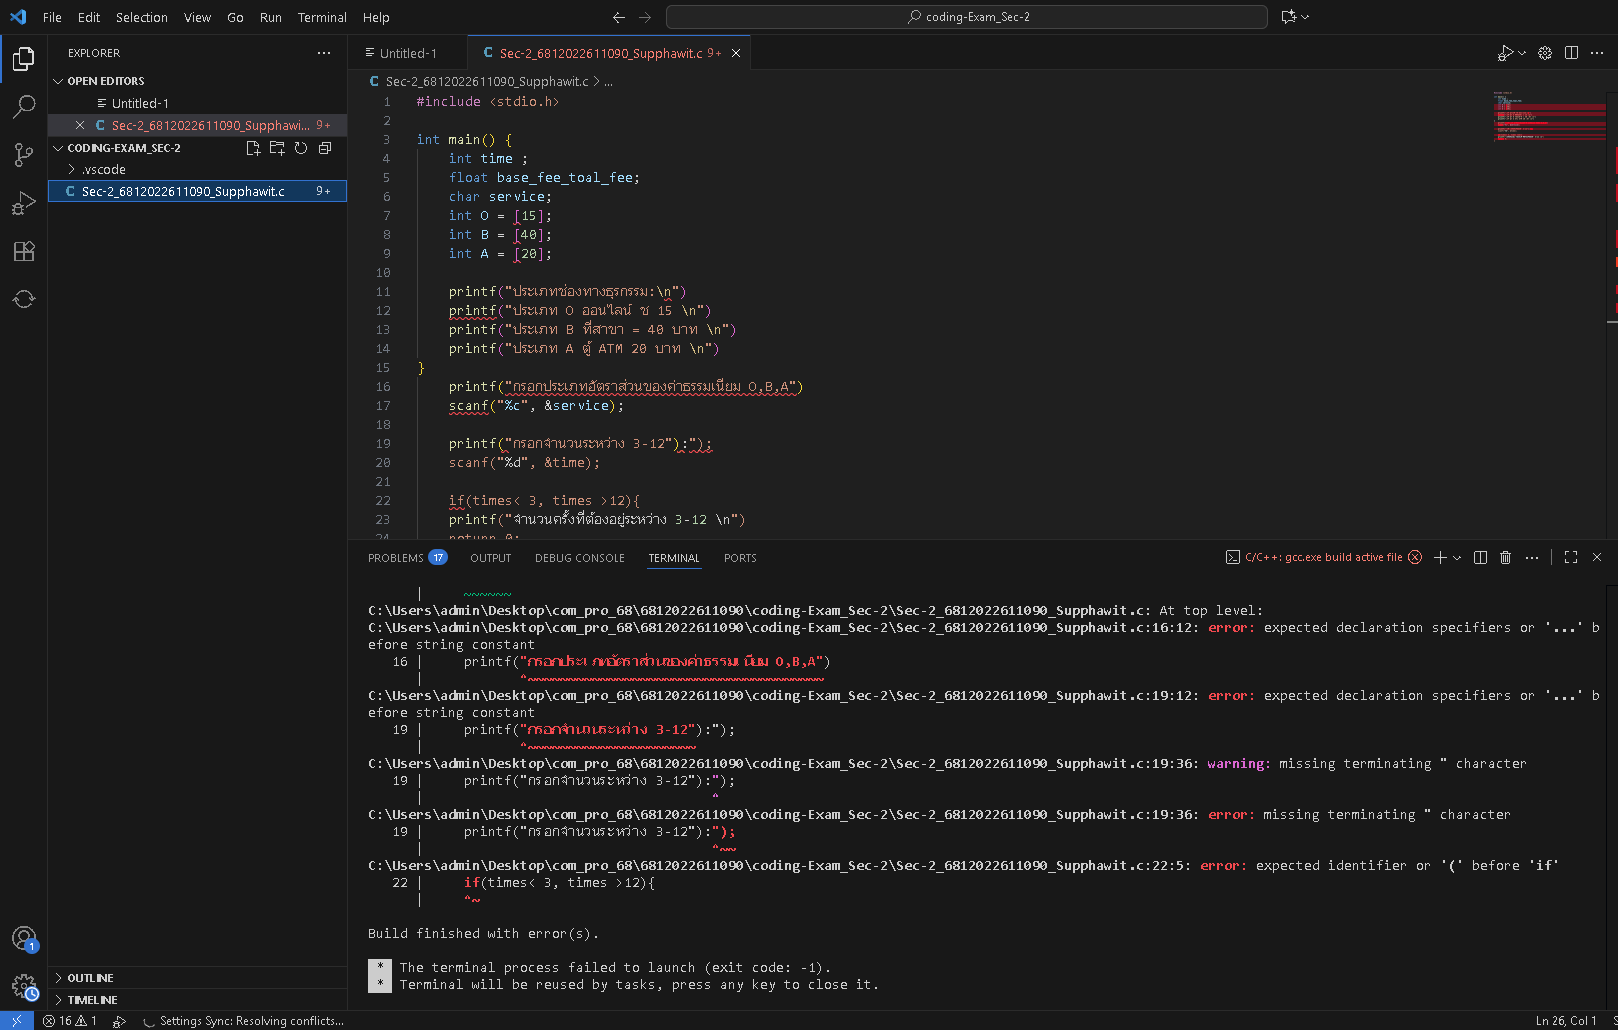 File Edit Selection View Go Run Terminal Help
coding-Exam_Sec-2
EXPLORER
OPEN EDITORS
Untitled-1
Sec-2_6812022611090_Supphawi... 9+
CODING-EXAM_SEC-2
.vscode
Sec-2_6812022611090_Supphawit.c 9+
OUTLINE
TIMELINE
Untitled-1
Sec-2_6812022611090_Supphawit.c 9+
Sec-2_6812022611090_Supphawit.c > ...
1 #include <stdio.h>
2
3 int main() {
4 int time ;
5 float base_fee_toal_fee;
6 char service;
7 int O = [15];
8 int B = [40];
9 int A = [20];
10
11 printf("ประเภทช่องทางธุรกรรม:\n")
12 printf("ประเภท O ออนไลน์ ช 15 \n")
13 printf("ประเภท B ที่สาขา = 40 บาท \n")
14 printf("ประเภท A ตู้ ATM 20 บาท \n")
15 }
16 printf("กรอกประเภทอัตราส่วนของค่าธรรมเนียม O,B,A")
17 scanf("%c", &service);
18
19 printf("กรอกจำนวนระหว่าง 3-12"):");
20 scanf("%d", &time);
21
22 if(times< 3, times >12){
23 printf("จำนวนครั้งที่ต้องอยู่ระหว่าง 3-12 \n")
24 return 0;
PROBLEMS 17 OUTPUT DEBUG CONSOLE TERMINAL PORTS
C/C++: gcc.exe build active file
| ~~~~~~
C:\Users\admin\Desktop\com_pro_68\6812022611090\coding-Exam_Sec-2\Sec-2_6812022611090_Supphawit.c: At top level:
C:\Users\admin\Desktop\com_pro_68\6812022611090\coding-Exam_Sec-2\Sec-2_6812022611090_Supphawit.c:16:12: error: expected declaration specifiers or '...' b
efore string constant
16 | printf("กรอกประเภทอัตราส่วนของค่าธรรมเนียม O,B,A")
| ^~~~~~~~~~~~~~~~~~~~~~~~~~~~~~~~~~~~~~
C:\Users\admin\Desktop\com_pro_68\6812022611090\coding-Exam_Sec-2\Sec-2_6812022611090_Supphawit.c:19:12: error: expected declaration specifiers or '...' b
efore string constant
19 | printf("กรอกจำนวนระหว่าง 3-12"):");
| ^~~~~~~~~~~~~~~~~~~~~~
C:\Users\admin\Desktop\com_pro_68\6812022611090\coding-Exam_Sec-2\Sec-2_6812022611090_Supphawit.c:19:36: warning: missing terminating " character
19 | printf("กรอกจำนวนระหว่าง 3-12"):");
| ^
C:\Users\admin\Desktop\com_pro_68\6812022611090\coding-Exam_Sec-2\Sec-2_6812022611090_Supphawit.c:19:36: error: missing terminating " character
19 | printf("กรอกจำนวนระหว่าง 3-12"):");
| ^~~
C:\Users\admin\Desktop\com_pro_68\6812022611090\coding-Exam_Sec-2\Sec-2_6812022611090_Supphawit.c:22:5: error: expected identifier or '(' before 'if'
22 | if(times< 3, times >12){
| ^~
Build finished with error(s).
* The terminal process failed to launch (exit code: -1).
* Terminal will be reused by tasks, press any key to close it.
1
16 1 Settings Sync: Resolving conflicts... Ln 26, Col 1